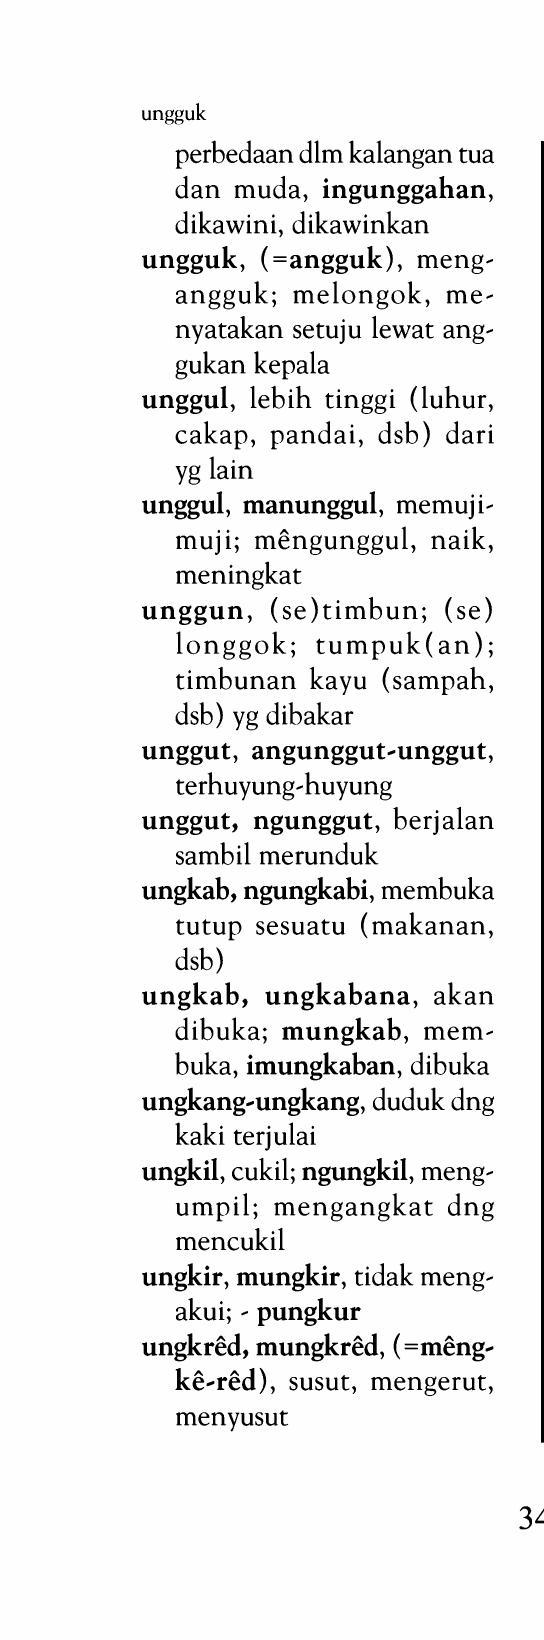 ungguk
perbedaan dlm kalangan tua
dan muda, ingunggahan,
dikawini, dikawinkan
ungguk, (=angguk), meng-
angguk; melongok, me-
nyatakan setuju lewat ang-
gukan kepala
unggul, lebih tinggi (luhur,
cakap, pandai, dsb) dari
yg lain
unggul, manunggul, memuji-
muji; mêngunggul, naik,
meningkat
unggun, (se)timbun; (se)
longgok; tumpuk(an);
timbunan kayu (sampah,
dsb) yg dibakar
unggut, angunggut-unggut,
terhuyung-huyung
unggut, ngunggut, berjalan
sambil merunduk
ungkab, ngungkabi, membuka
tutup sesuatu (makanan,
dsb)
ungkab, ungkabana, akan
dibuka; mungkab, mem-
buka, imungkaban, dibuka
ungkang-ungkang, duduk dng
kaki terjulai
ungkil, cukil; ngungkil, meng-
umpil; mengangkat dng
mencukil
ungkir, mungkir, tidak meng-
akui; - pungkur
ungkrêd, mungkrêd, (=mêng-
kê-rêd), susut, mengerut,
menyusut